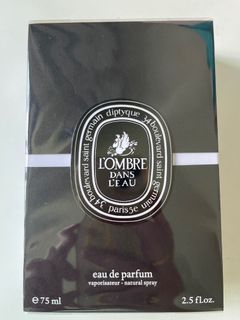 diptyque 34 boulevard saint germain
L'OMBRE
DANS
L'EAU
34 boulevard saint germain
paris5e
eau de parfum
vaporisateur - natural spray
℮ 75 ml
2.5 fl.oz.